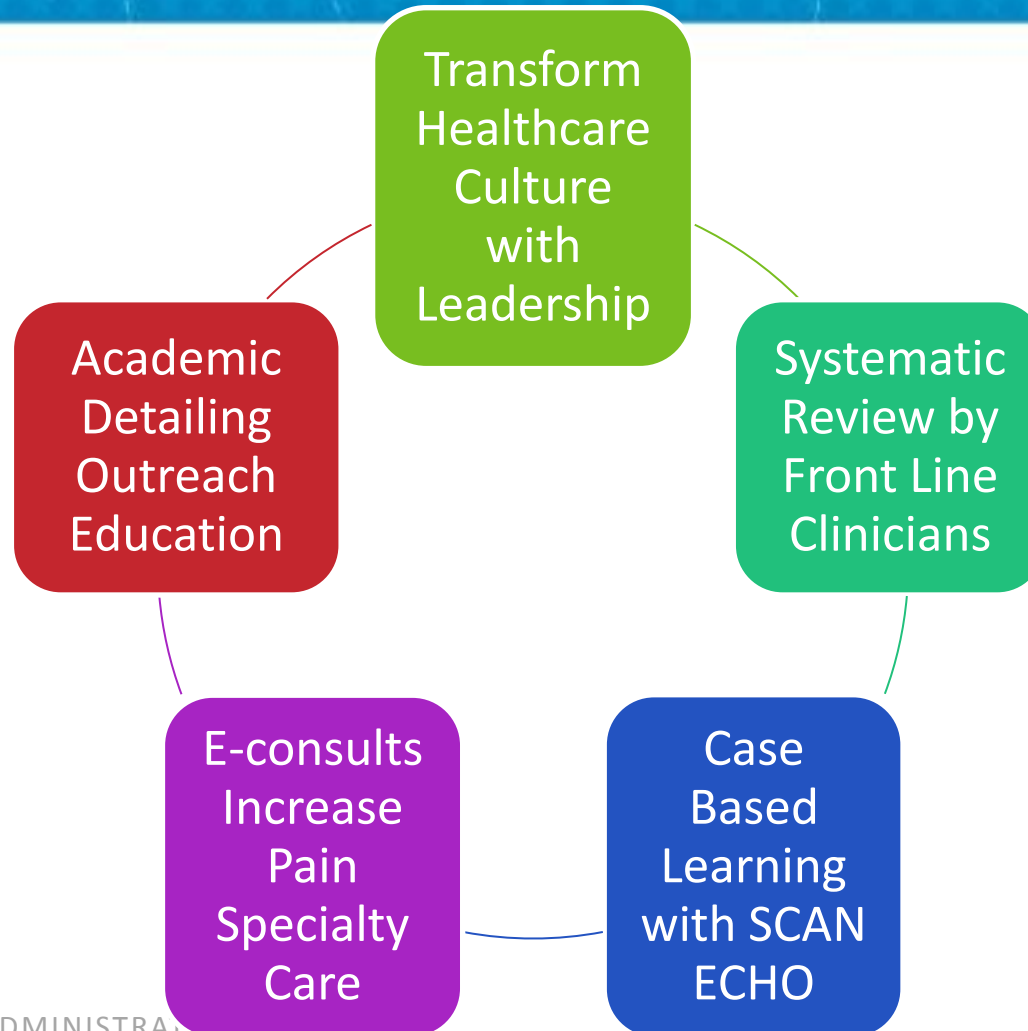 Transform
Healthcare
Culture
with
Leadership
Systematic
Review by
Front Line
Clinicians
Case
Based
Learning
with SCAN
ECHO
E-consults
Increase
Pain
Specialty
Care
Academic
Detailing
Outreach
Education